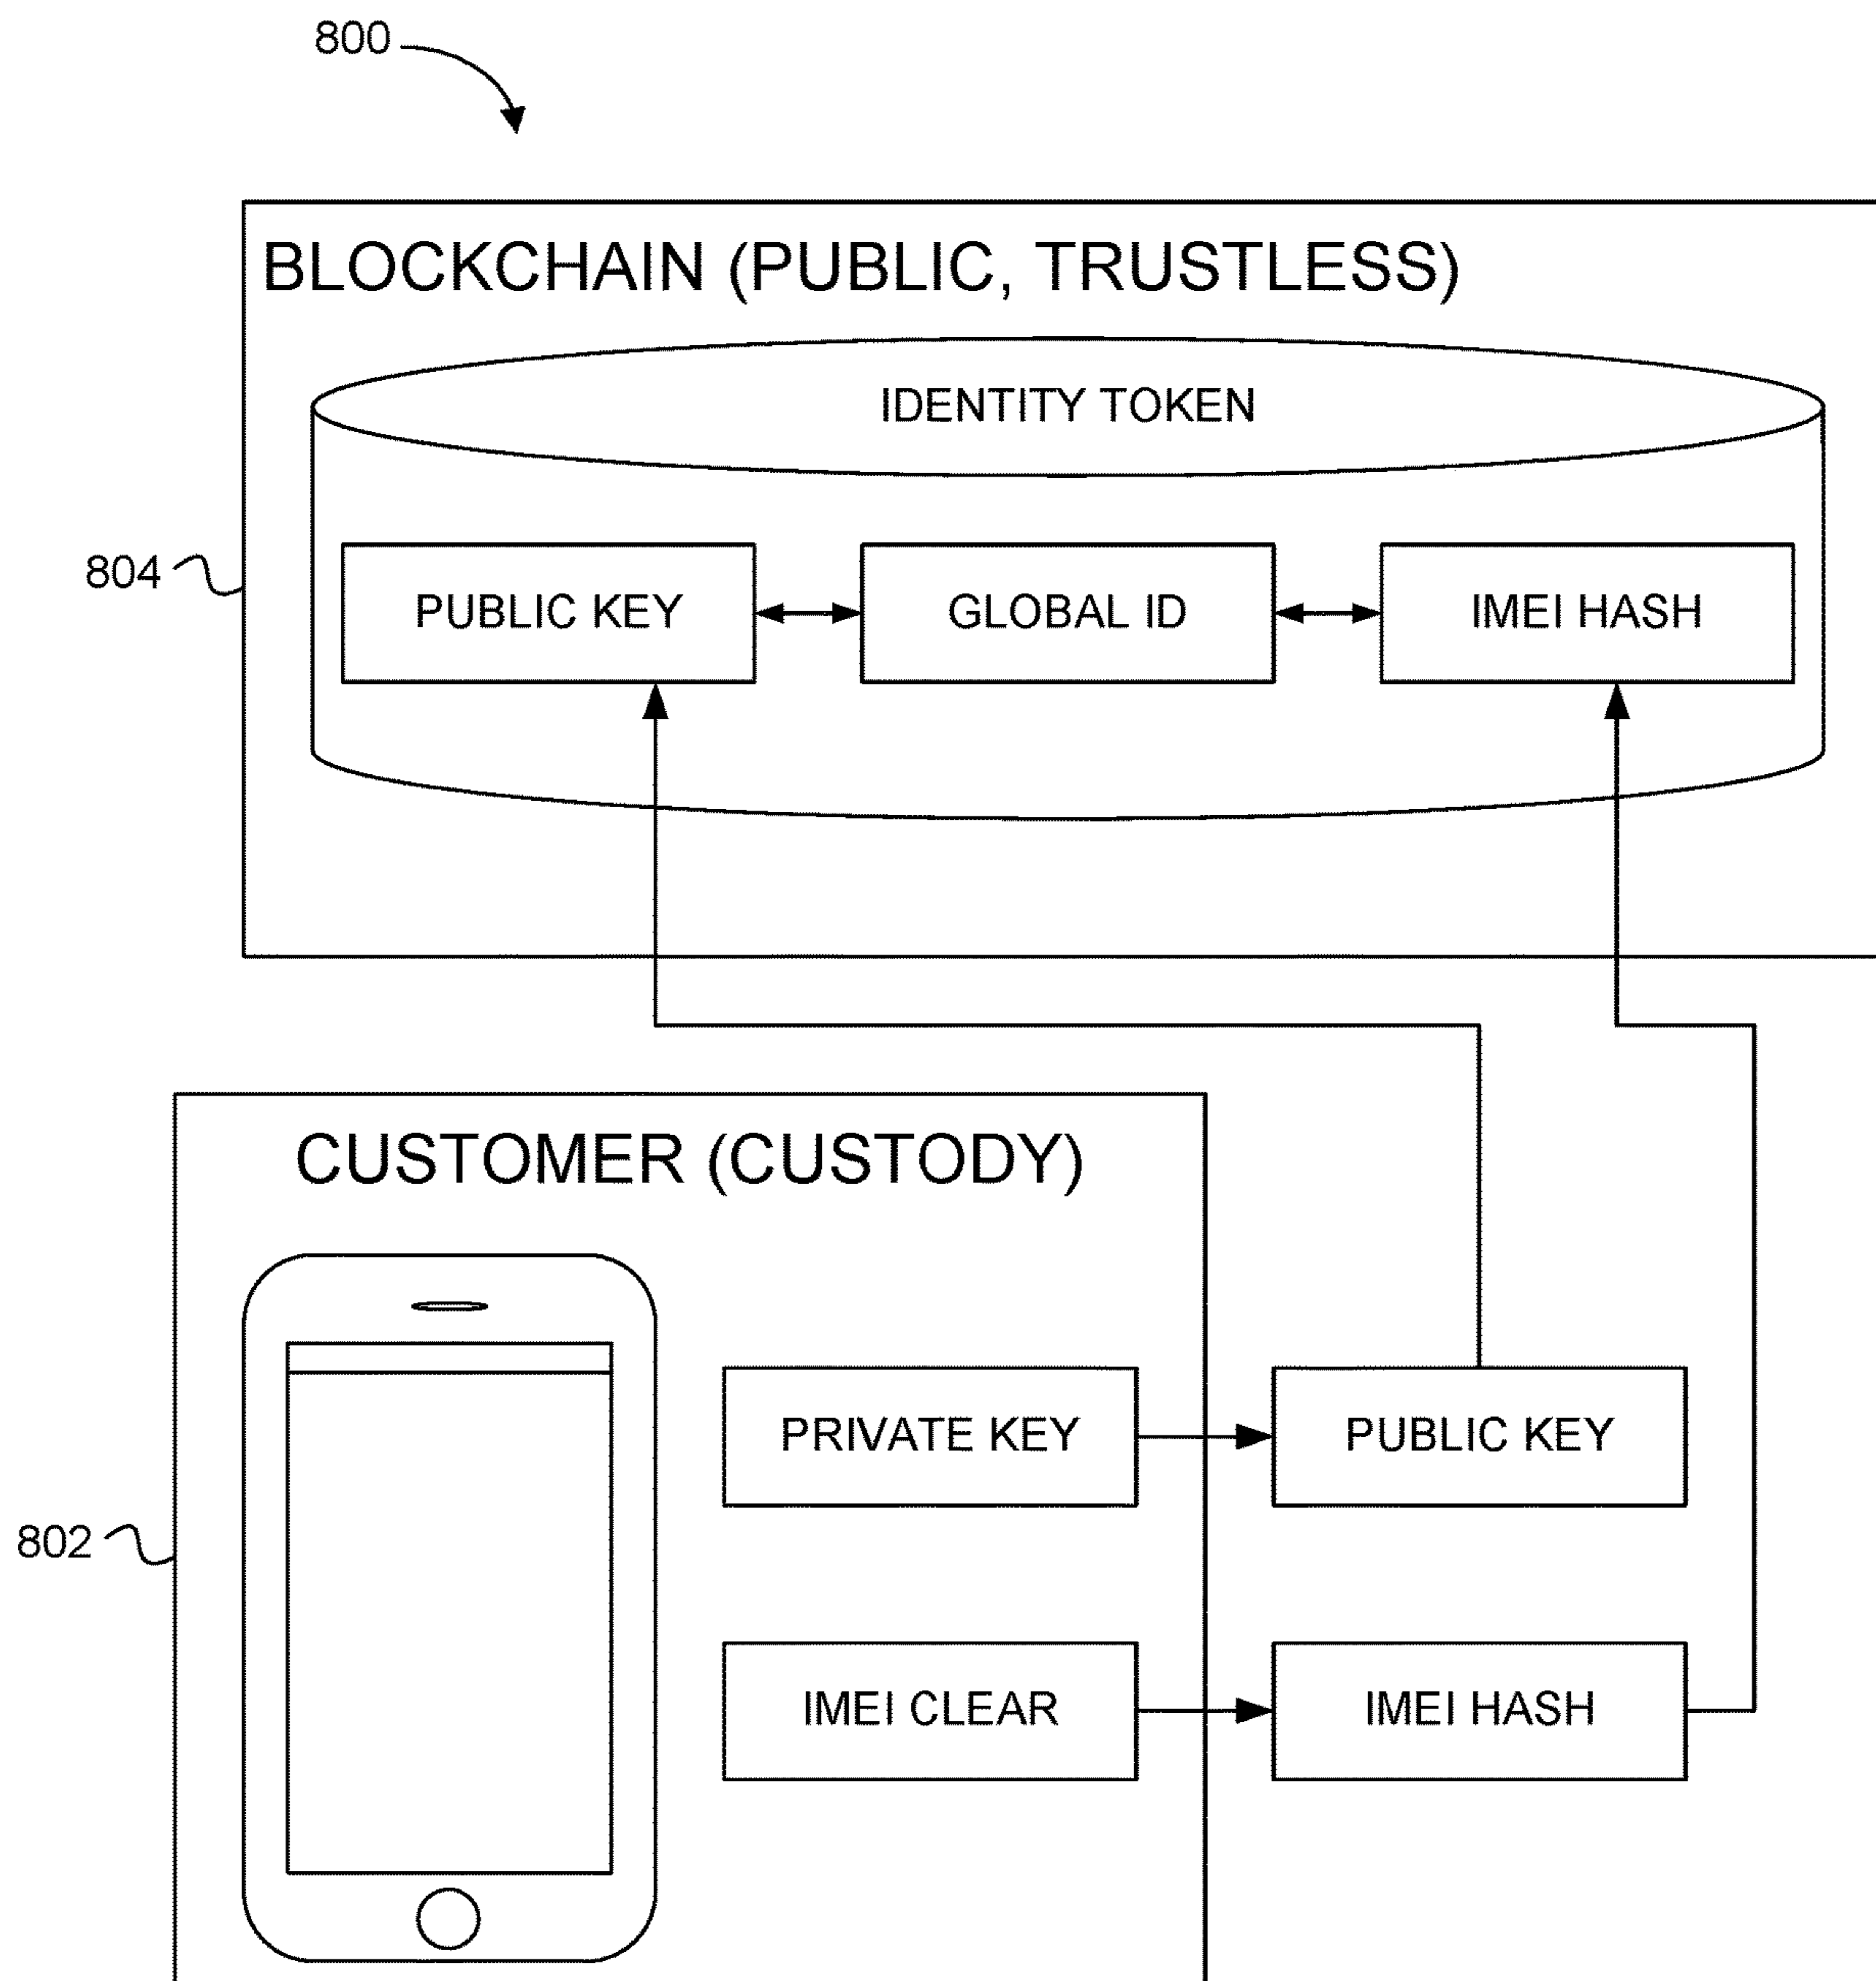 800
BLOCKCHAIN (PUBLIC, TRUSTLESS)
IDENTITY TOKEN
804
PUBLIC KEY
GLOBAL ID
IMEI HASH
CUSTOMER (CUSTODY)
PRIVATE KEY
PUBLIC KEY
802
IMEI CLEAR
IMEI HASH